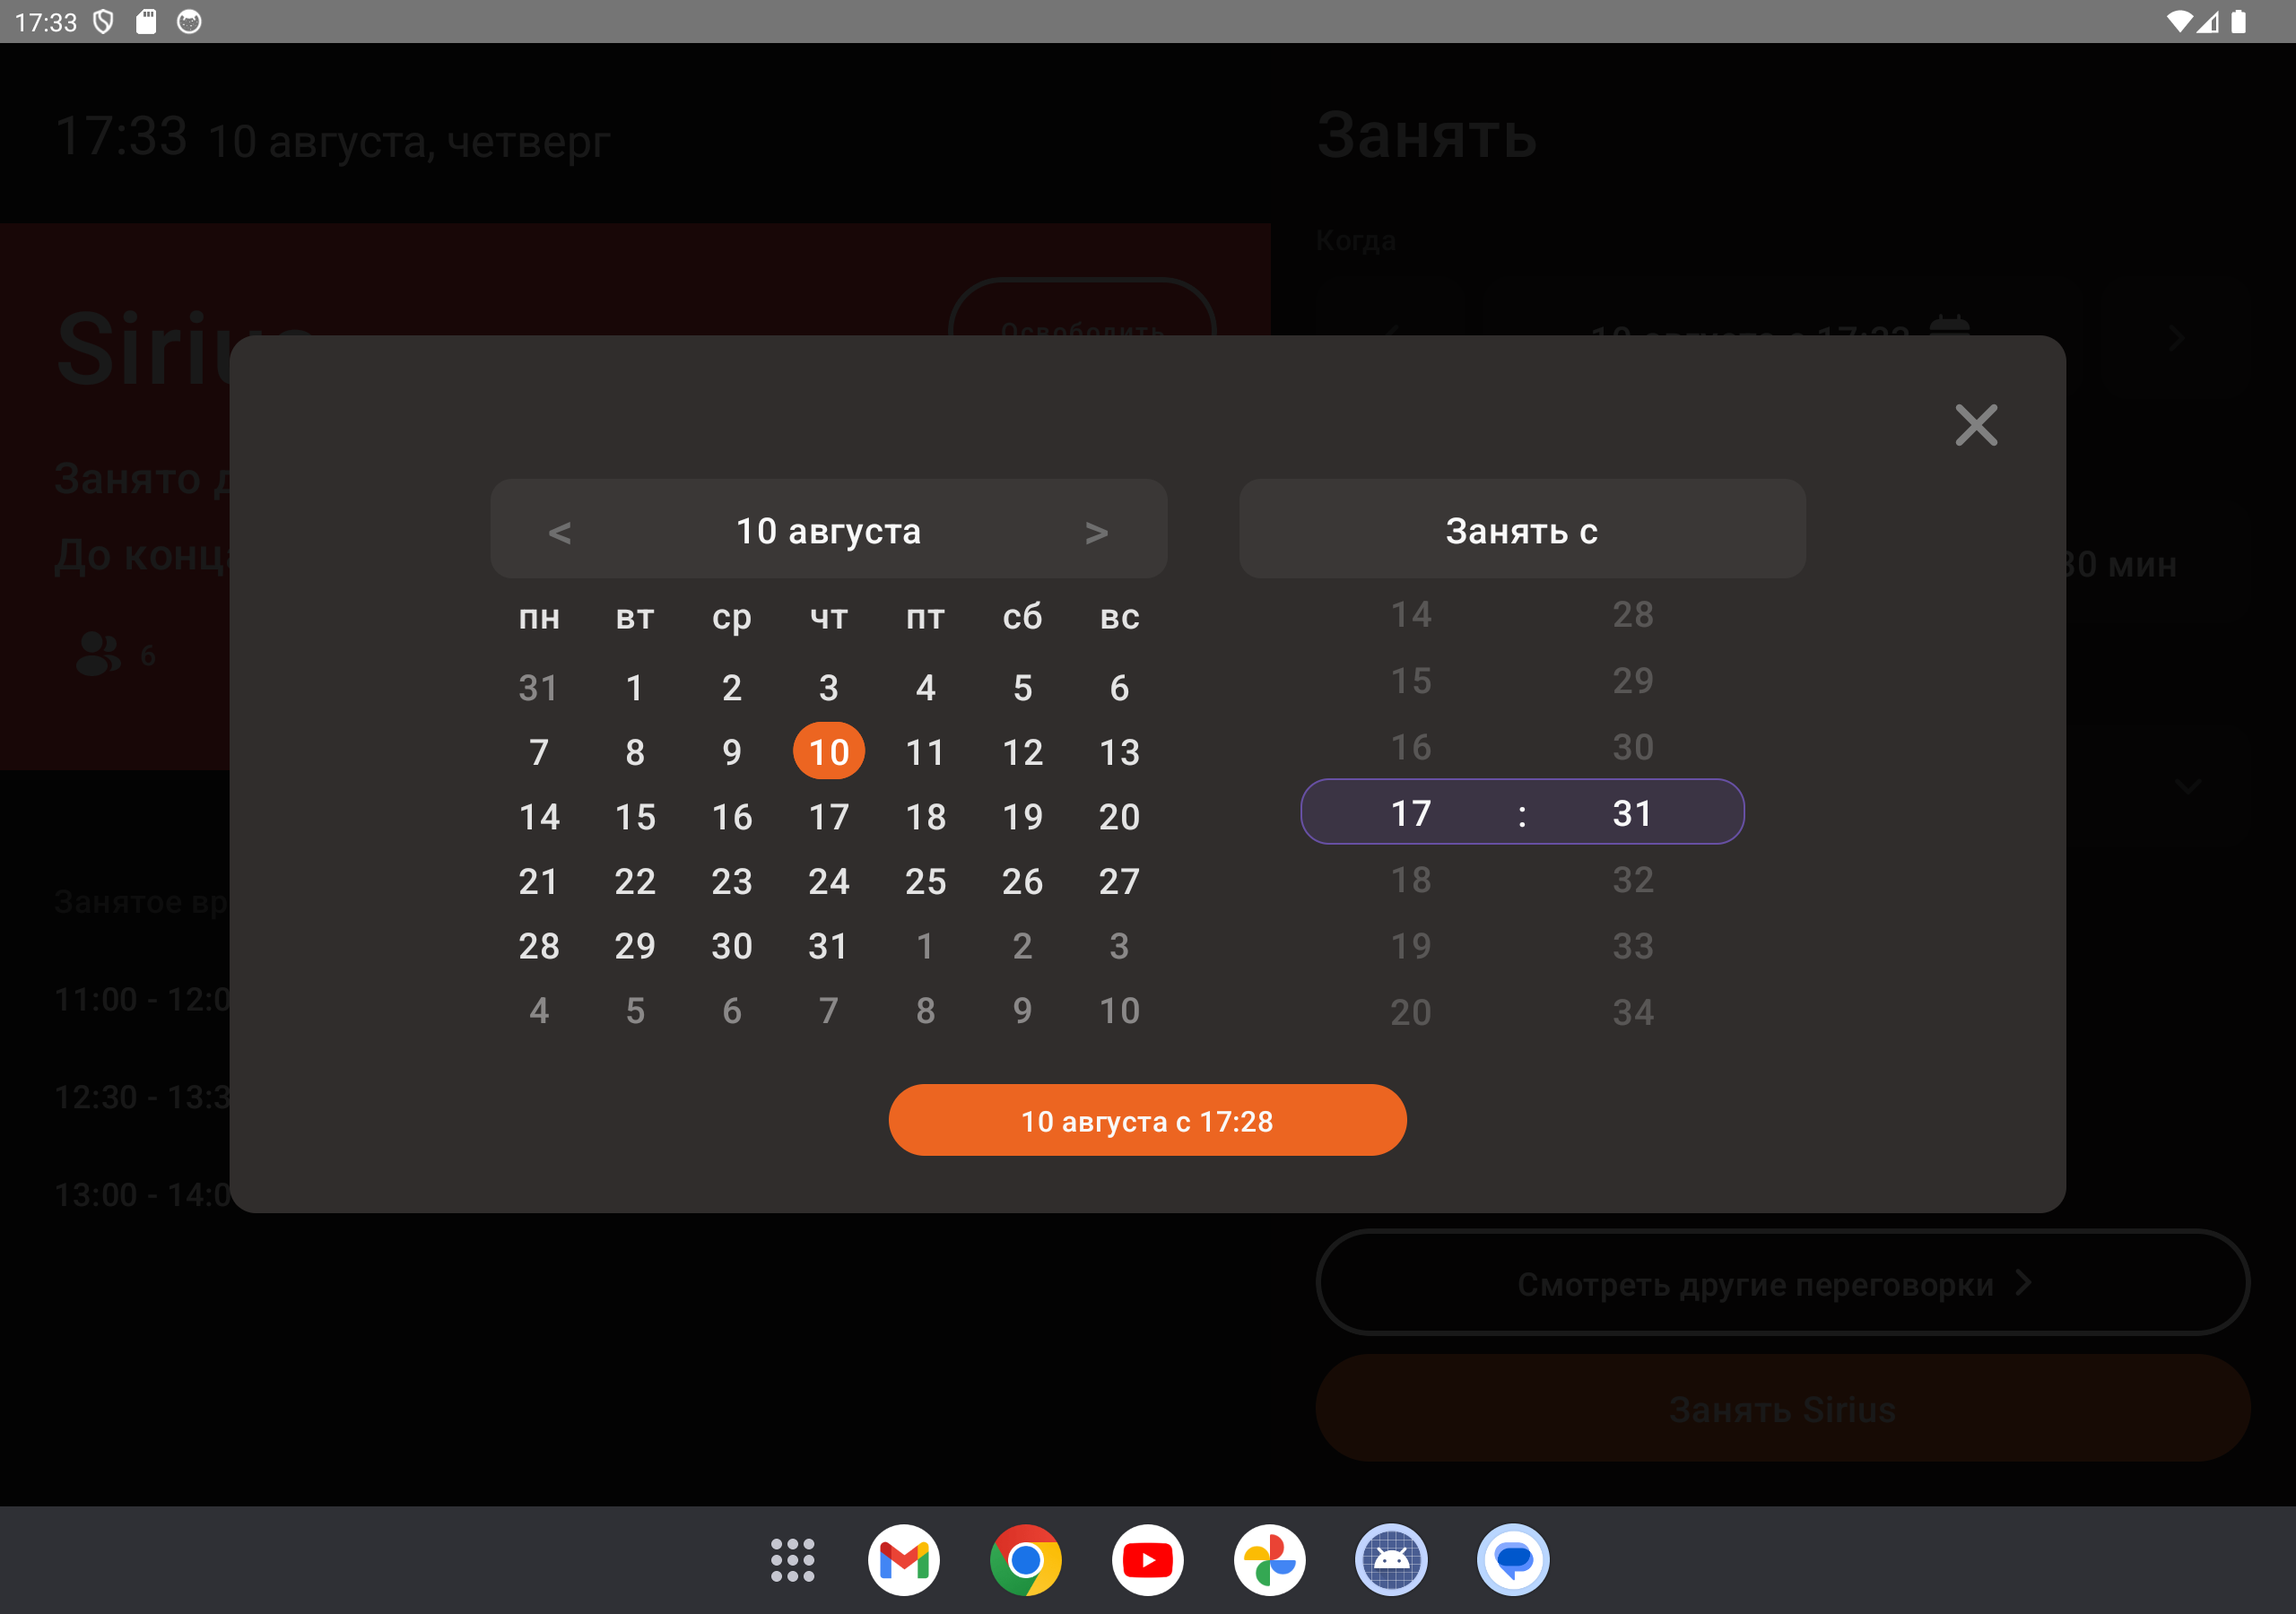 17:33
17:33 10 августа, четверг
Занять
Когда
Освободить
10 августа с 17:33
Занято
До конца
30 мин
6
< 10 августа >
Занять с
пн вт ср чт пт сб вс
31 1 2 3 4 5 6
7 8 9 10 11 12 13
14 15 16 17 18 19 20
21 22 23 24 25 26 27
28 29 30 31 1 2 3
4 5 6 7 8 9 10
14 28
15 29
16 30
17 : 31
18 32
19 33
20 34
10 августа с 17:28
Занятое
11:00 - 12:0
12:30 - 13:3
13:00 - 14:0
Смотреть другие переговорки >
Занять Sirius